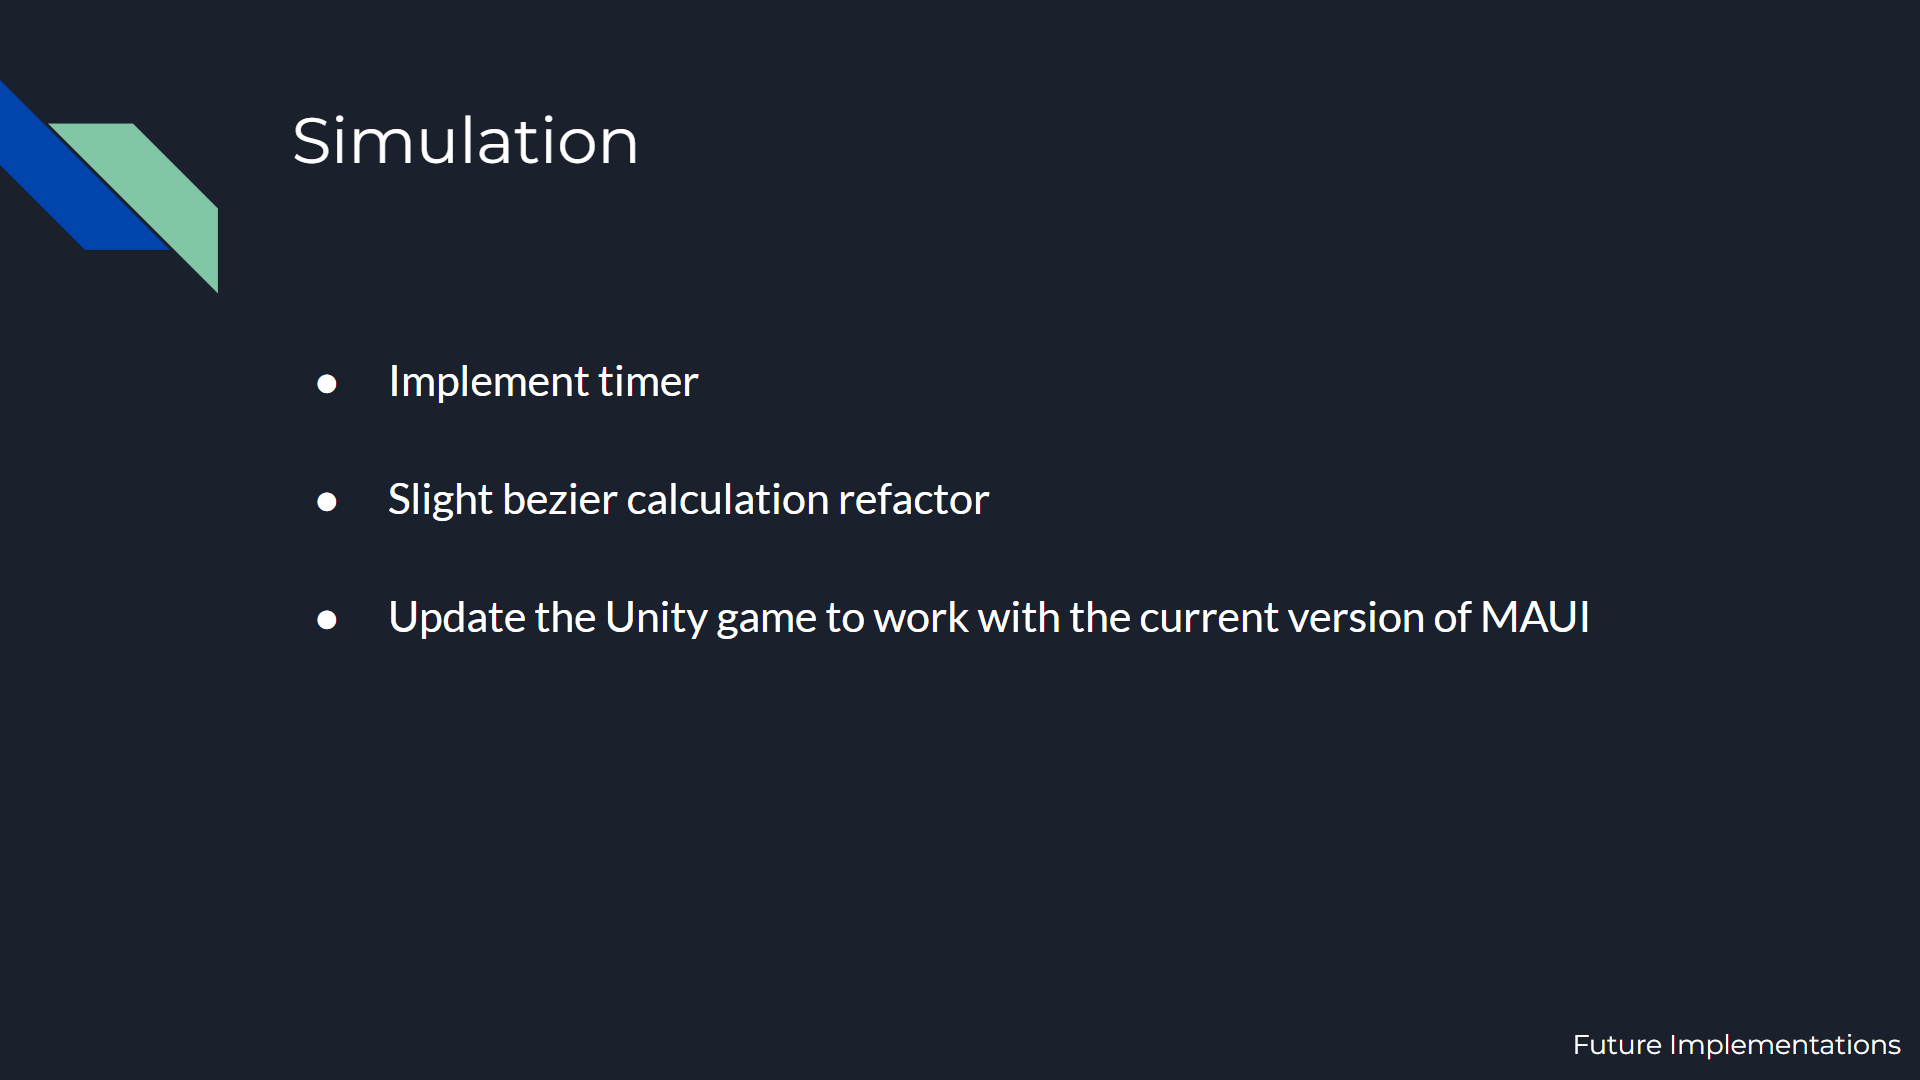 Simulation
● Implement timer
● Slight bezier calculation refactor
● Update the Unity game to work with the current version of MAUI
Future Implementations